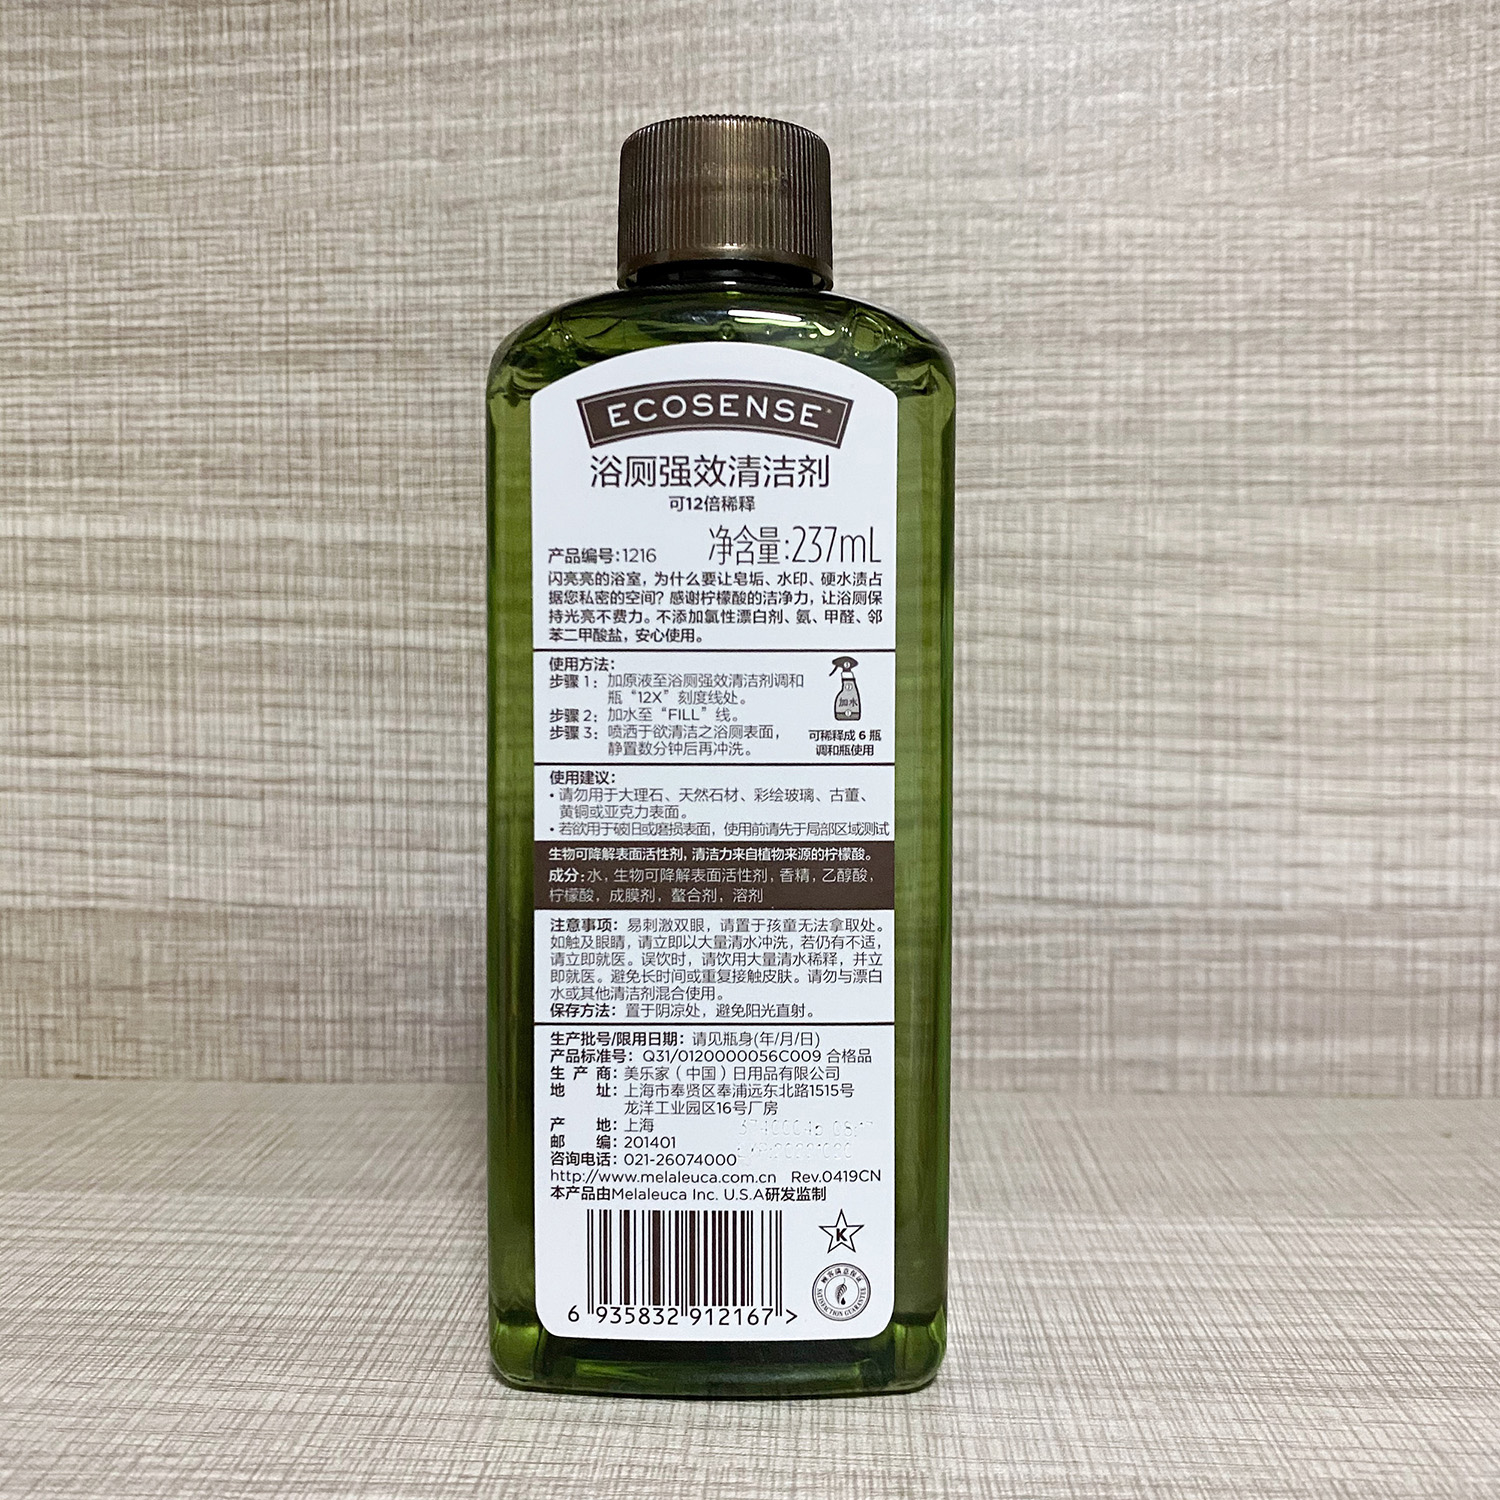 ECOSENSE
浴厕强效清洁剂
可12倍稀释
产品编号:1216 净含量:237mL
闪亮亮的浴室，为什么要让皂垢、水印、硬水渍占
据您私密的空间？感谢柠檬酸的洁净力，让浴厕保
持光亮不费力。不添加氯性漂白剂、氨、甲醛、邻
苯二甲酸盐，安心使用。
使用方法：
步骤 1：加原液至浴厕强效清洁剂调和
瓶“12X”刻度线处。
步骤 2：加水至“FILL”线。
步骤 3：喷洒于欲清洁之浴厕表面，
静置数分钟后再冲洗。
加水
可稀释成 6 瓶
调和瓶使用
使用建议：
• 请勿用于大理石、天然石材、彩绘玻璃、古董、
黄铜或亚克力表面。
• 若欲用于破旧或磨损表面，使用前请先于局部区域测试
生物可降解表面活性剂，清洁力来自植物来源的柠檬酸。
成分：水，生物可降解表面活性剂，香精，乙醇酸，
柠檬酸，成膜剂，螯合剂，溶剂
注意事项：易刺激双眼，请置于孩童无法拿取处。
如触及眼睛，请立即以大量清水冲洗，若仍有不适，
请立即就医。误饮时，请饮用大量清水稀释，并立
即就医。避免长时间或重复接触皮肤。请勿与漂白
水或其他清洁剂混合使用。
保存方法：置于阴凉处，避免阳光直射。
生产批号/限用日期：请见瓶身(年/月/日)
产品标准号：Q31/0120000056C009 合格品
生 产 商：美乐家（中国）日用品有限公司
地 址：上海市奉贤区奉浦远东北路1515号
龙洋工业园区16号厂房
产 地：上海
邮 编：201401
咨询电话：021-26074000
http://www.melaleuca.com.cn Rev.0419CN
本产品由Melaleuca Inc. U.S.A研发监制
K
顾客满意保证
SATISFACTION GUARANTEE
6 935832 912167 >